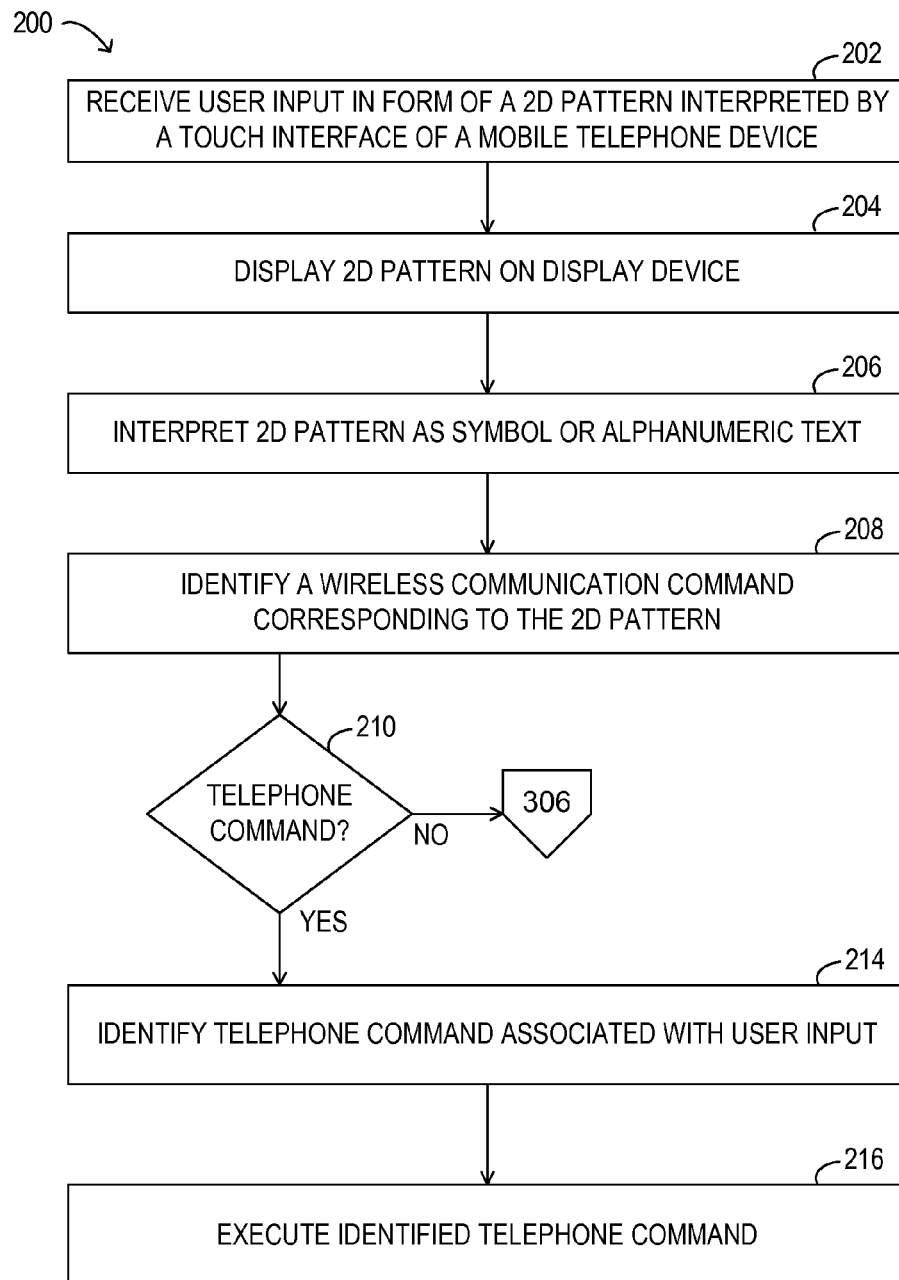 200
202
RECEIVE USER INPUT IN FORM OF A 2D PATTERN INTERPRETED BY
A TOUCH INTERFACE OF A MOBILE TELEPHONE DEVICE
204
DISPLAY 2D PATTERN ON DISPLAY DEVICE
206
INTERPRET 2D PATTERN AS SYMBOL OR ALPHANUMERIC TEXT
208
IDENTIFY A WIRELESS COMMUNICATION COMMAND
CORRESPONDING TO THE 2D PATTERN
210
TELEPHONE
COMMAND?
NO
306
YES
214
IDENTIFY TELEPHONE COMMAND ASSOCIATED WITH USER INPUT
216
EXECUTE IDENTIFIED TELEPHONE COMMAND